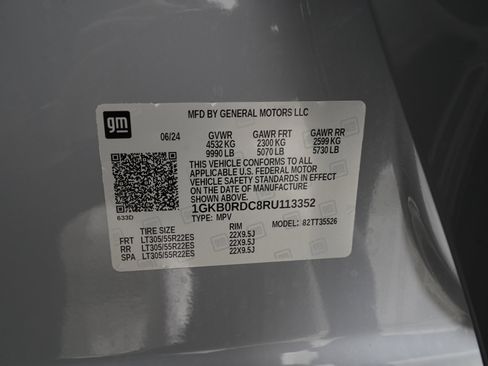 MFD BY GENERAL MOTORS LLC
gm
06/24 GVWR GAWR FRT GAWR RR
4532 KG 2300 KG 2599 KG
9990 LB 5070 LB 5730 LB
THIS VEHICLE CONFORMS TO ALL
APPLICABLE U.S. FEDERAL MOTOR
VEHICLE SAFETY STANDARDS IN EFFECT
ON THE DATE OF MANUFACTURE
SHOWN ABOVE.
633D
1GKB0RDC8RU113352
TYPE: MPV MODEL: 82TT35526
TIRE SIZE RIM
FRT LT305/55R22ES 22X9.5J
RR LT305/55R22ES 22X9.5J
SPA LT305/55R22ES 22X9.5J